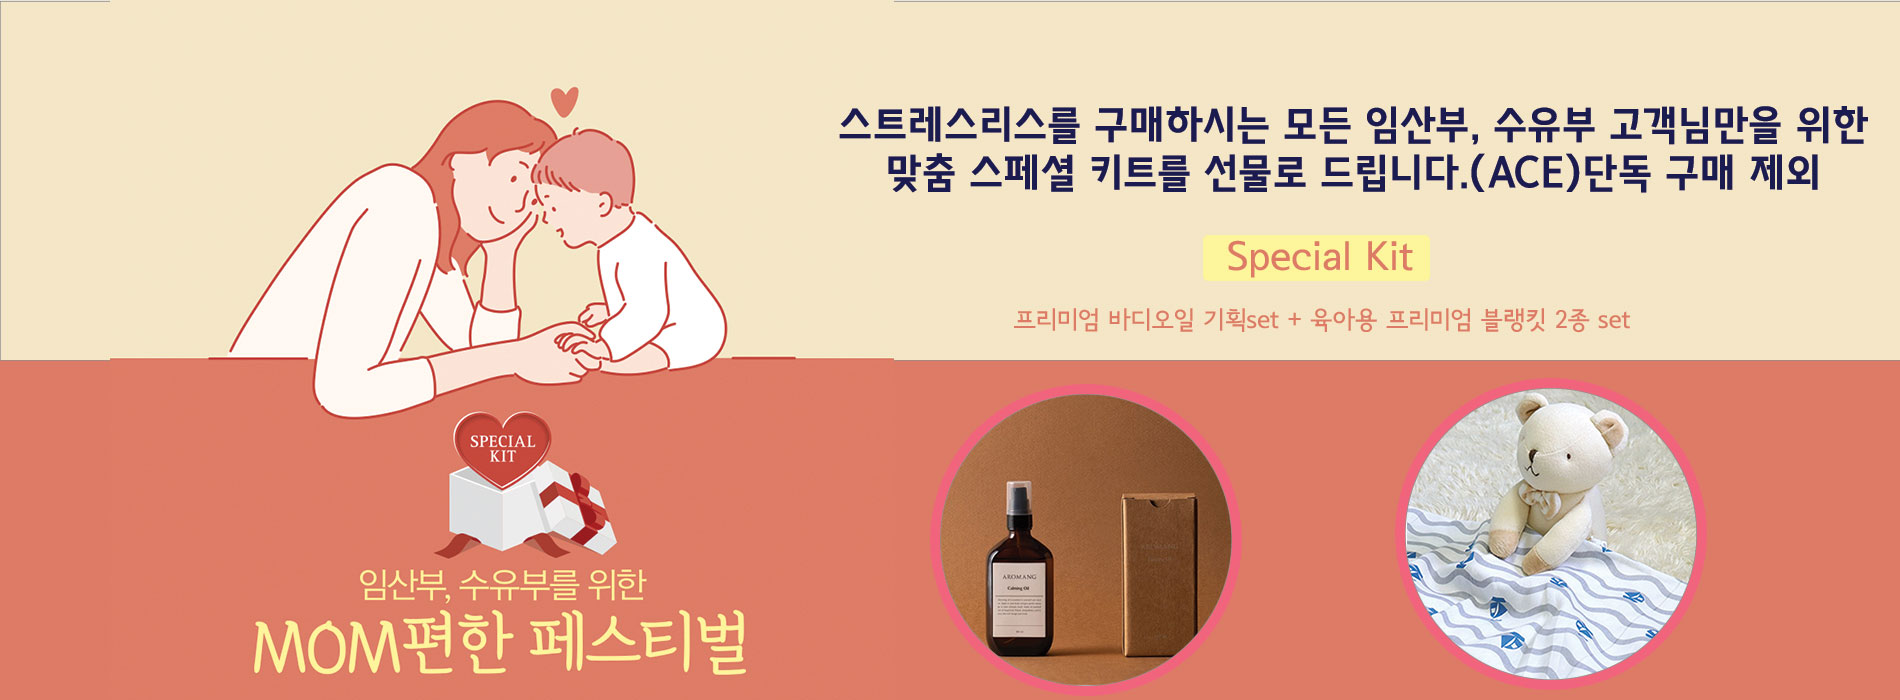 스트레스리스를 구매하시는 모든 임산부, 수유부 고객님만을 위한
맞춤 스페셜 키트를 선물로 드립니다.(ACE)단독 구매 제외
Special Kit
프리미엄 바디오일 기획set + 육아용 프리미엄 블랭킷 2종 set
SPECIAL
KIT
임산부, 수유부를 위한
MOM편한 페스티벌
AROMANG
Calming Oil
AROMANG